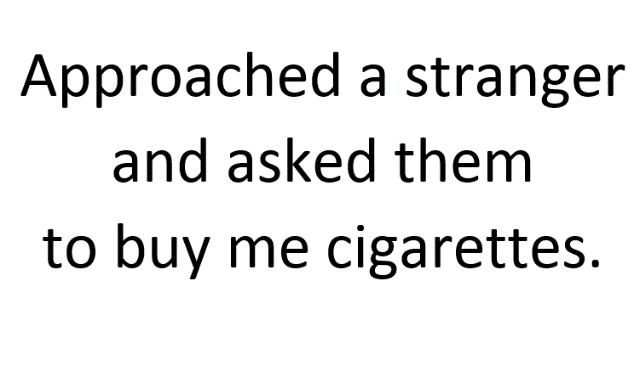 Approached a stranger
and asked them
to buy me cigarettes.